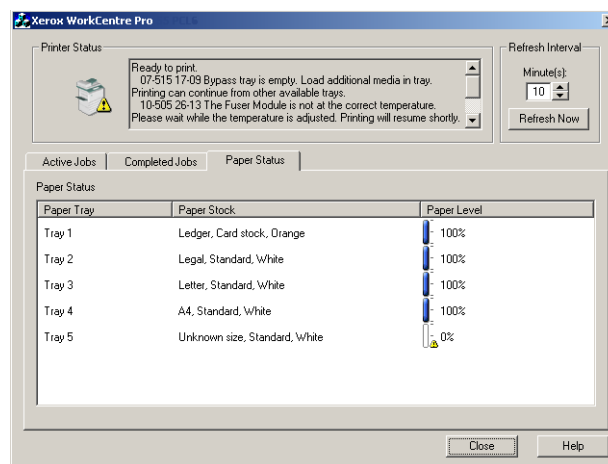 Xerox WorkCentre Pro
Printer Status
Ready to print.
07-515 17-09 Bypass tray is empty. Load additional media in tray.
Printing can continue from other available trays.
10-505 26-13 The Fuser Module is not at the correct temperature.
Please wait while the temperature is adjusted. Printing will resume shortly.
Refresh Interval
Minute(s):
10
Refresh Now
Active Jobs Completed Jobs Paper Status
Paper Status
Paper Tray Paper Stock Paper Level
Tray 1 Ledger, Card stock, Orange 100%
Tray 2 Legal, Standard, White 100%
Tray 3 Letter, Standard, White 100%
Tray 4 A4, Standard, White 100%
Tray 5 Unknown size, Standard, White 0%
Close Help